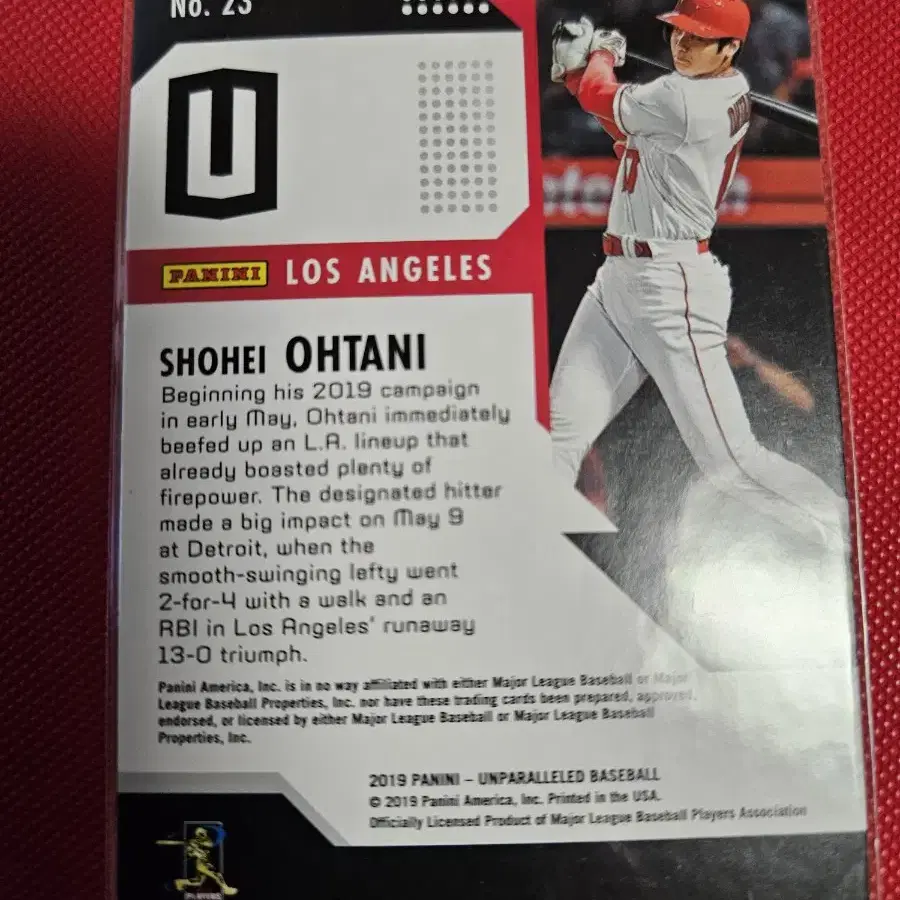 No. 23
U
PANINI LOS ANGELES
SHOHEI OHTANI
Beginning his 2019 campaign
in early May, Ohtani immediately
beefed up an L.A. lineup that
already boasted plenty of
firepower. The designated hitter
made a big impact on May 9
at Detroit, when the
smooth-swinging lefty went
2-for-4 with a walk and an
RBI in Los Angeles' runaway
13-0 triumph.
Panini America, Inc. is in no way affiliated with either Major League Baseball or Major
League Baseball Properties, Inc. nor have these trading cards been prepared, approved,
endorsed, or licensed by either Major League Baseball or Major League Baseball
Properties, Inc.
2019 PANINI – UNPARALLELED BASEBALL
© 2019 Panini America, Inc. Printed in the USA.
Officially Licensed Product of Major League Baseball Players Association
PLAYERS